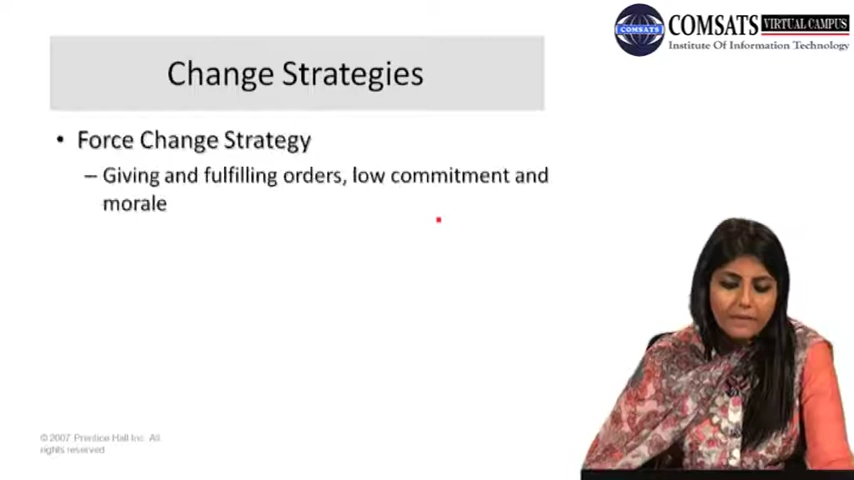 COMSATS
COMSATS VIRTUAL CAMPUS
Institute Of Information Technology
Change Strategies
• Force Change Strategy
– Giving and fulfilling orders, low commitment and
morale
© 2007 Prentice Hall Inc. All
rights reserved